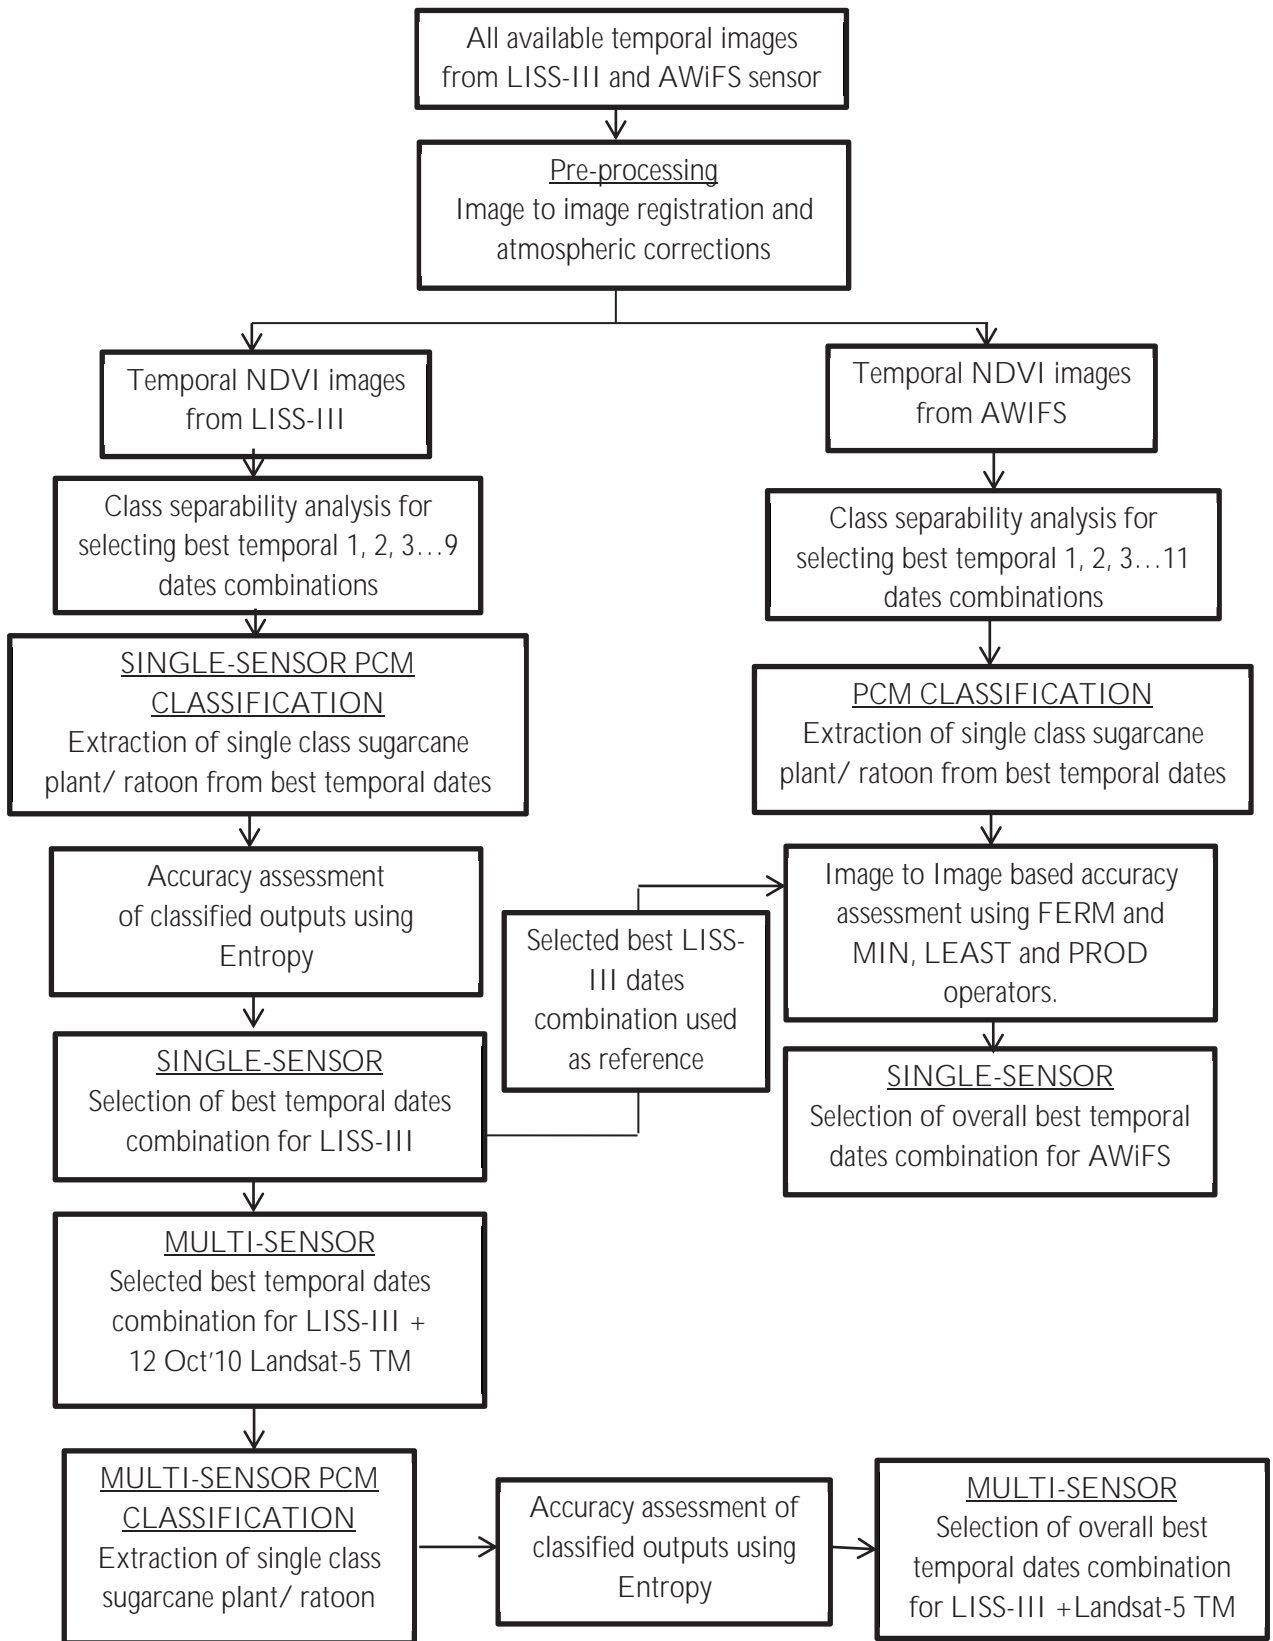 All available temporal images
from LISS-III and AWiFS sensor
Pre-processing
Image to image registration and
atmospheric corrections
Temporal NDVI images
from LISS-III
Temporal NDVI images
from AWIFS
Class separability analysis for
selecting best temporal 1, 2, 3…9
dates combinations
Class separability analysis for
selecting best temporal 1, 2, 3…11
dates combinations
SINGLE-SENSOR PCM
CLASSIFICATION
Extraction of single class sugarcane
plant/ ratoon from best temporal dates
PCM CLASSIFICATION
Extraction of single class sugarcane
plant/ ratoon from best temporal dates
Accuracy assessment
of classified outputs using
Entropy
Selected best LISS-
III dates
combination used
as reference
Image to Image based accuracy
assessment using FERM and
MIN, LEAST and PROD
operators.
SINGLE-SENSOR
Selection of best temporal dates
combination for LISS-III
SINGLE-SENSOR
Selection of overall best temporal
dates combination for AWiFS
MULTI-SENSOR
Selected best temporal dates
combination for LISS-III +
12 Oct'10 Landsat-5 TM
MULTI-SENSOR PCM
CLASSIFICATION
Extraction of single class
sugarcane plant/ ratoon
Accuracy assessment of
classified outputs using
Entropy
MULTI-SENSOR
Selection of overall best
temporal dates combination
for LISS-III +Landsat-5 TM